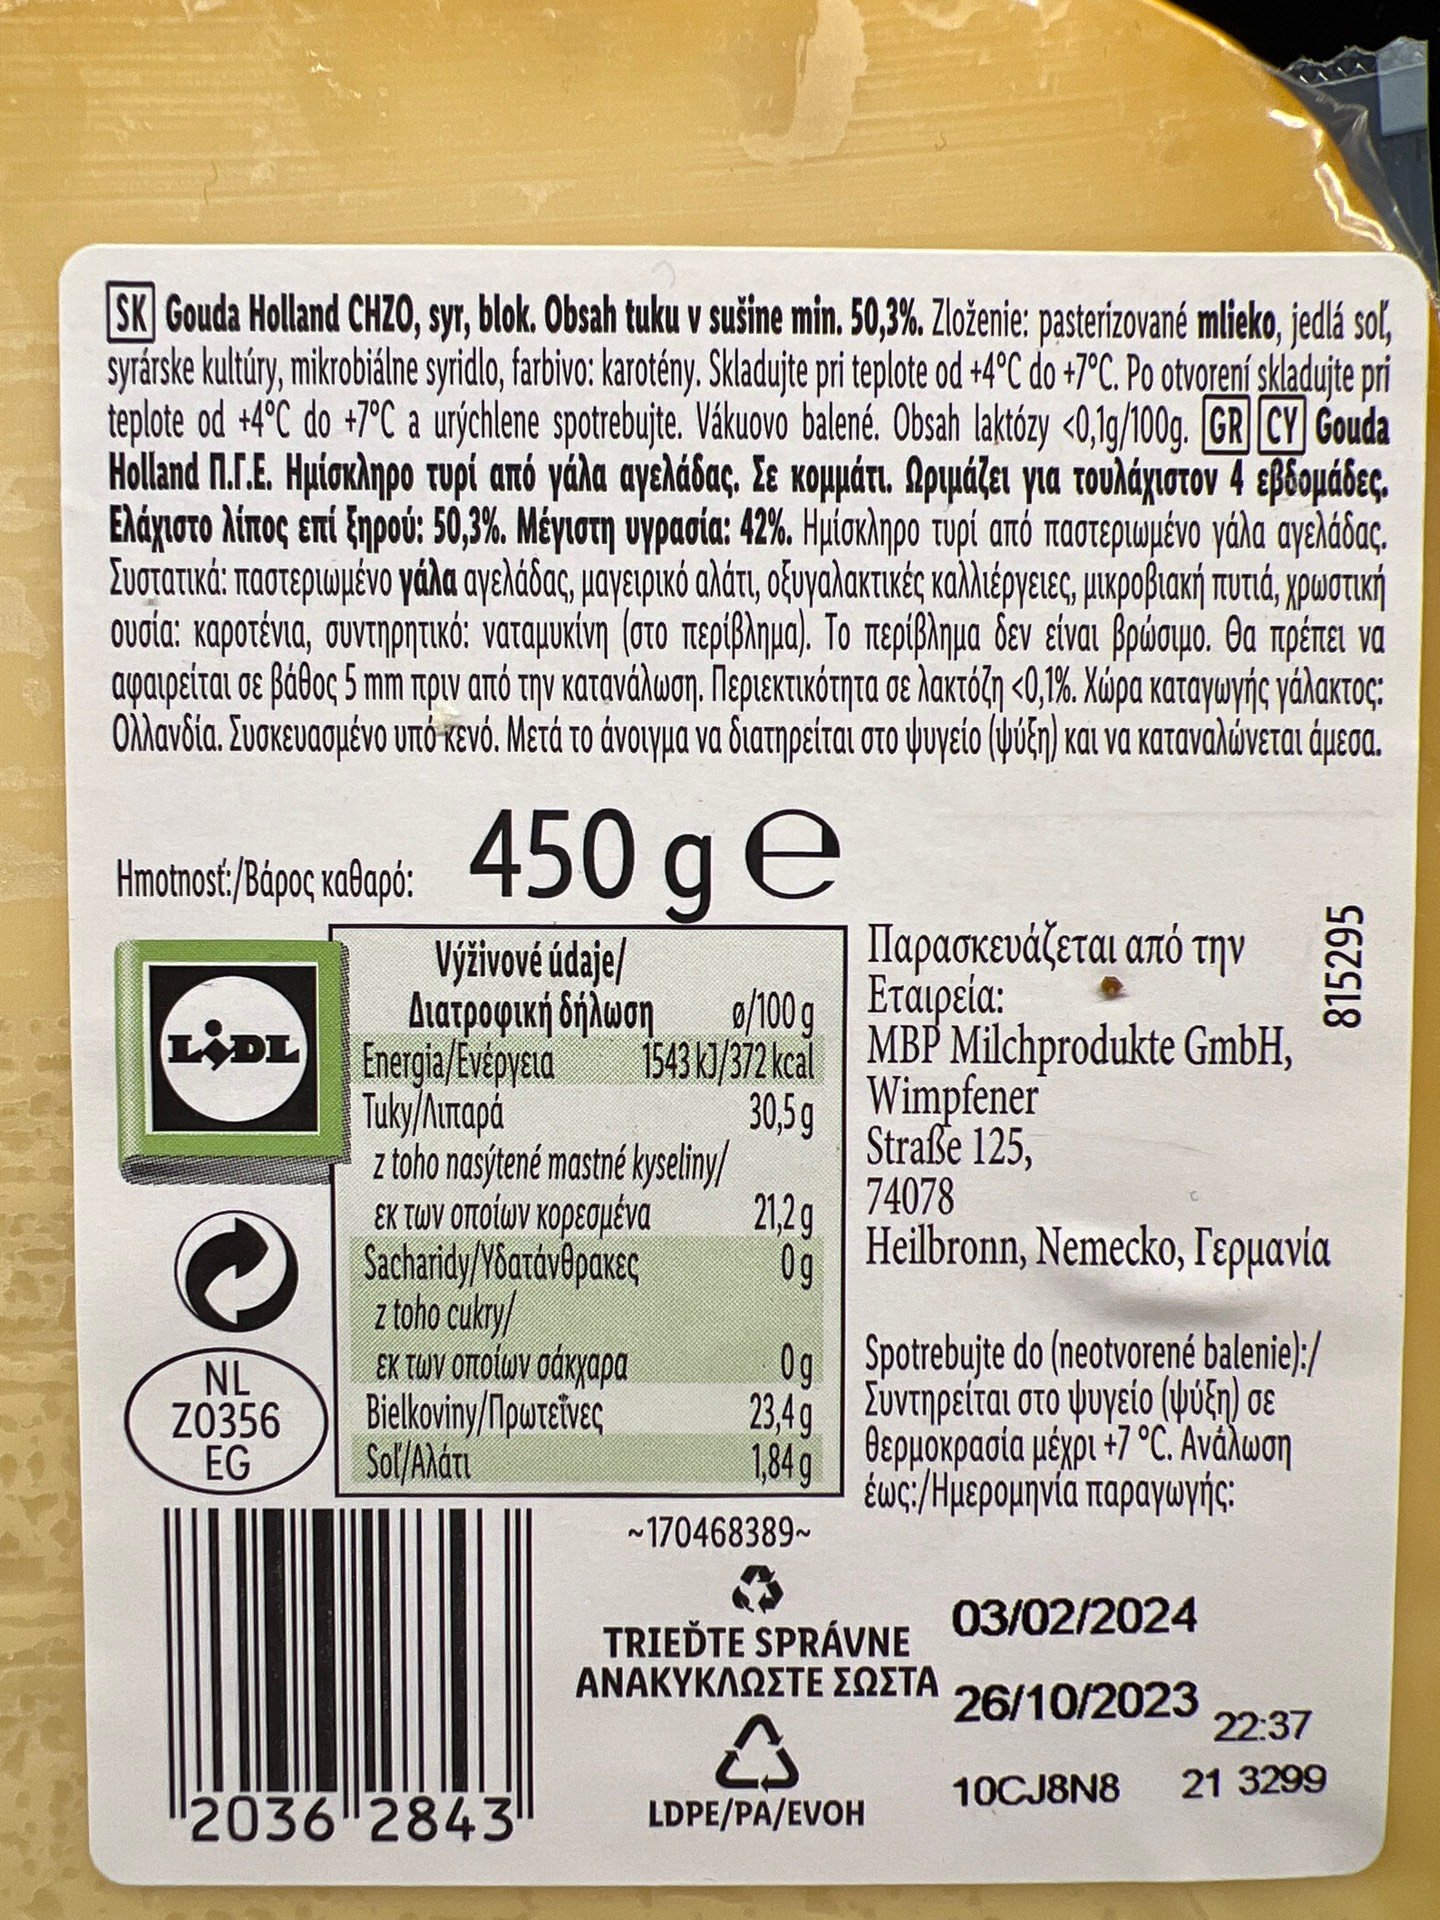 SK Gouda Holland CHZO, syr, blok. Obsah tuku v sušine min. 50,3%. Zloženie: pasterizované mlieko, jedlá soľ,
syrárske kultúry, mikrobiálne syridlo, farbivo: karotény. Skladujte pri teplote od +4°C do +7°C. Po otvorení skladujte pri
teplote od +4°C do +7°C a urýchlene spotrebujte. Vákuovo balené. Obsah laktózy <0,1g/100g. GR CY Gouda
Holland Π.Γ.Ε. Ημίσκληρο τυρί από γάλα αγελάδας. Σε κομμάτι. Ωριμάζει για τουλάχιστον 4 εβδομάδες.
Ελάχιστο λίπος επί ξηρού: 50,3%. Μέγιστη υγρασία: 42%. Ημίσκληρο τυρί από παστεριωμένο γάλα αγελάδας.
Συστατικά: παστεριωμένο γάλα αγελάδας, μαγειρικό αλάτι, οξυγαλακτικές καλλιέργειες, μικροβιακή πυτιά, χρωστική
ουσία: καροτένια, συντηρητικό: ναταμυκίνη (στο περίβλημα). Το περίβλημα δεν είναι βρώσιμο. Θα πρέπει να
αφαιρείται σε βάθος 5 mm πριν από την κατανάλωση. Περιεκτικότητα σε λακτόζη <0,1%. Χώρα καταγωγής γάλακτος:
Ολλανδία. Συσκευασμένο υπό κενό. Μετά το άνοιγμα να διατηρείται στο ψυγείο (ψύξη) και να καταναλώνεται άμεσα.
Hmotnosť:/Βάρος καθαρό: 450 g e
LIDL
Výživové údaje/
Διατροφική δήλωση ø/100 g
Energia/Ενέργεια 1543 kJ/372 kcal
Tuky/Λιπαρά 30,5 g
z toho nasýtené mastné kyseliny/
εκ των οποίων κορεσμένα 21,2 g
Sacharidy/Υδατάνθρακες 0 g
z toho cukry/
εκ των οποίων σάκχαρα 0 g
Bielkoviny/Πρωτεΐνες 23,4 g
Soľ/Αλάτι 1,84 g
NL
Z0356
EG
Παρασκευάζεται από την
Εταιρεία:
MBP Milchprodukte GmbH,
Wimpfener
Straße 125,
74078
Heilbronn, Nemecko, Γερμανία
815295
Spotrebujte do (neotvorené balenie):/
Συντηρείται στο ψυγείο (ψύξη) σε
θερμοκρασία μέχρι +7 °C. Ανάλωση
έως:/Ημερομηνία παραγωγής:
~170468389~
TRIEĎTE SPRÁVNE
ΑΝΑΚΥΚΛΩΣΤΕ ΣΩΣΤΑ
LDPE/PA/EVOH
03/02/2024
26/10/2023 22:37
10CJ8N8 21 3299
2036 2843